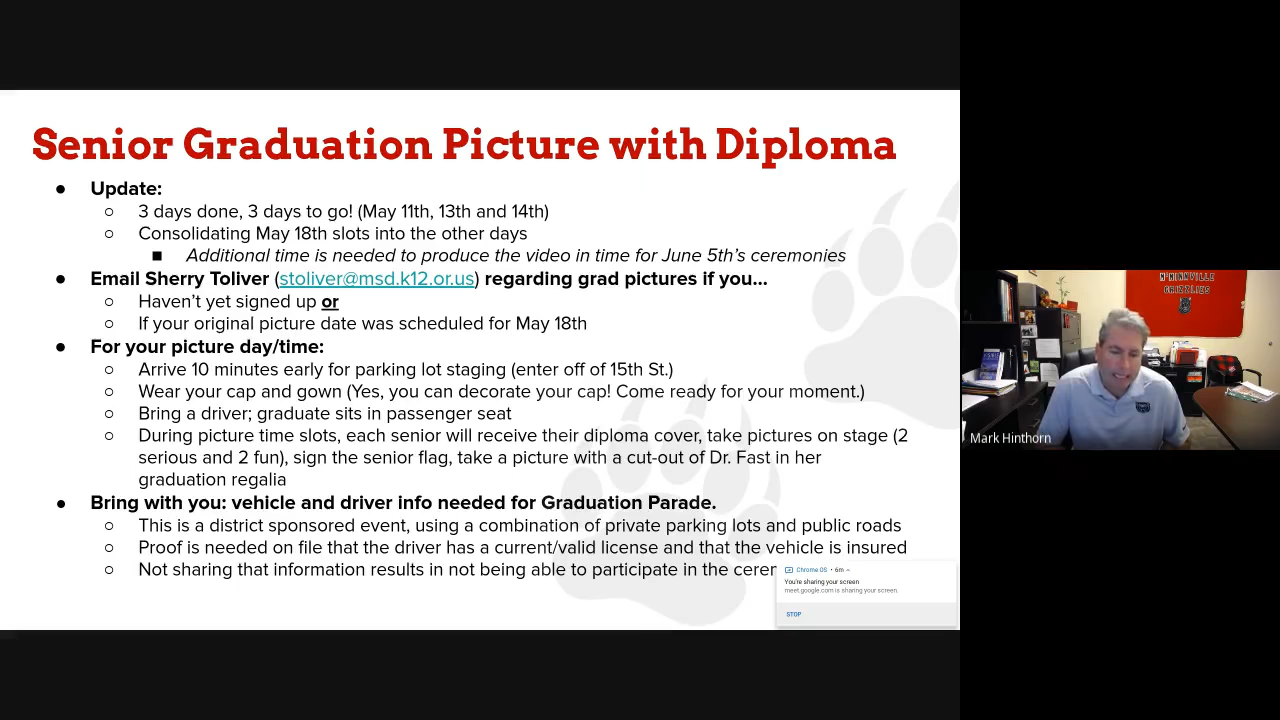 Senior Graduation Picture with Diploma
● Update:
○ 3 days done, 3 days to go! (May 11th, 13th and 14th)
○ Consolidating May 18th slots into the other days
■ Additional time is needed to produce the video in time for June 5th's ceremonies
● Email Sherry Toliver (stoliver@msd.k12.or.us) regarding grad pictures if you...
○ Haven't yet signed up or
○ If your original picture date was scheduled for May 18th
● For your picture day/time:
○ Arrive 10 minutes early for parking lot staging (enter off of 15th St.)
○ Wear your cap and gown (Yes, you can decorate your cap! Come ready for your moment.)
○ Bring a driver; graduate sits in passenger seat
○ During picture time slots, each senior will receive their diploma cover, take pictures on stage (2
serious and 2 fun), sign the senior flag, take a picture with a cut-out of Dr. Fast in her
graduation regalia
● Bring with you: vehicle and driver info needed for Graduation Parade.
○ This is a district sponsored event, using a combination of private parking lots and public roads
○ Proof is needed on file that the driver has a current/valid license and that the vehicle is insured
○ Not sharing that information results in not being able to participate in the cerem
Chrome OS • 6m
You're sharing your screen
meet.google.com is sharing your screen.
STOP
McMINNVILLE
GRIZZLIES
Mark Hinthorn